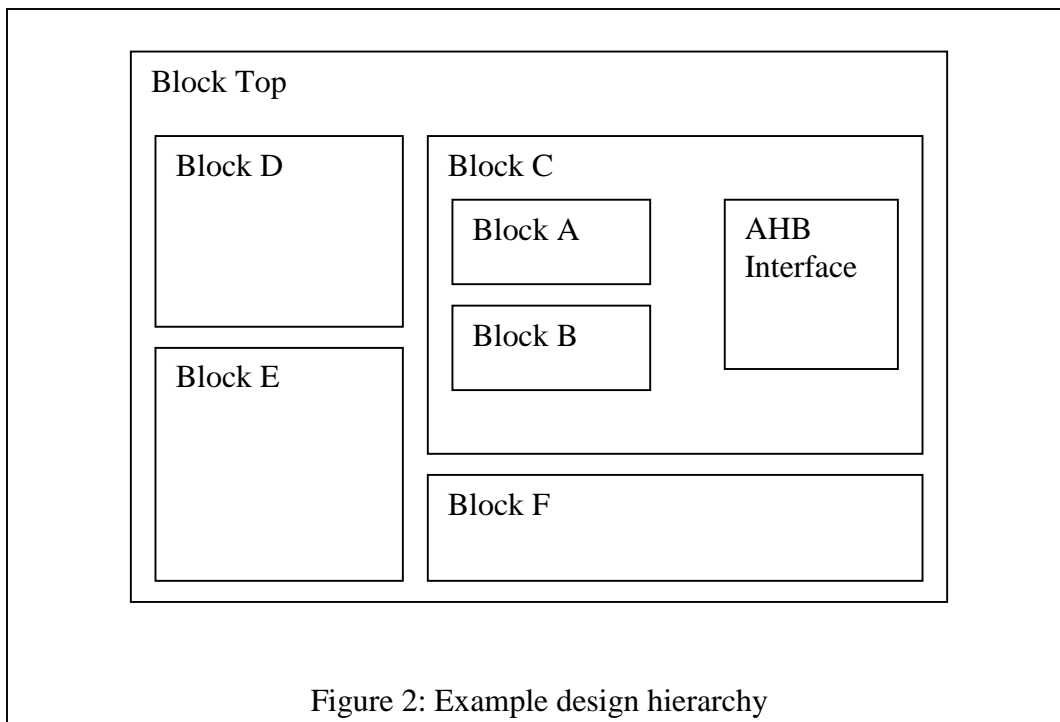 Block Top
Block D
Block C
Block A
AHB
Interface
Block B
Block E
Block F
Figure 2: Example design hierarchy